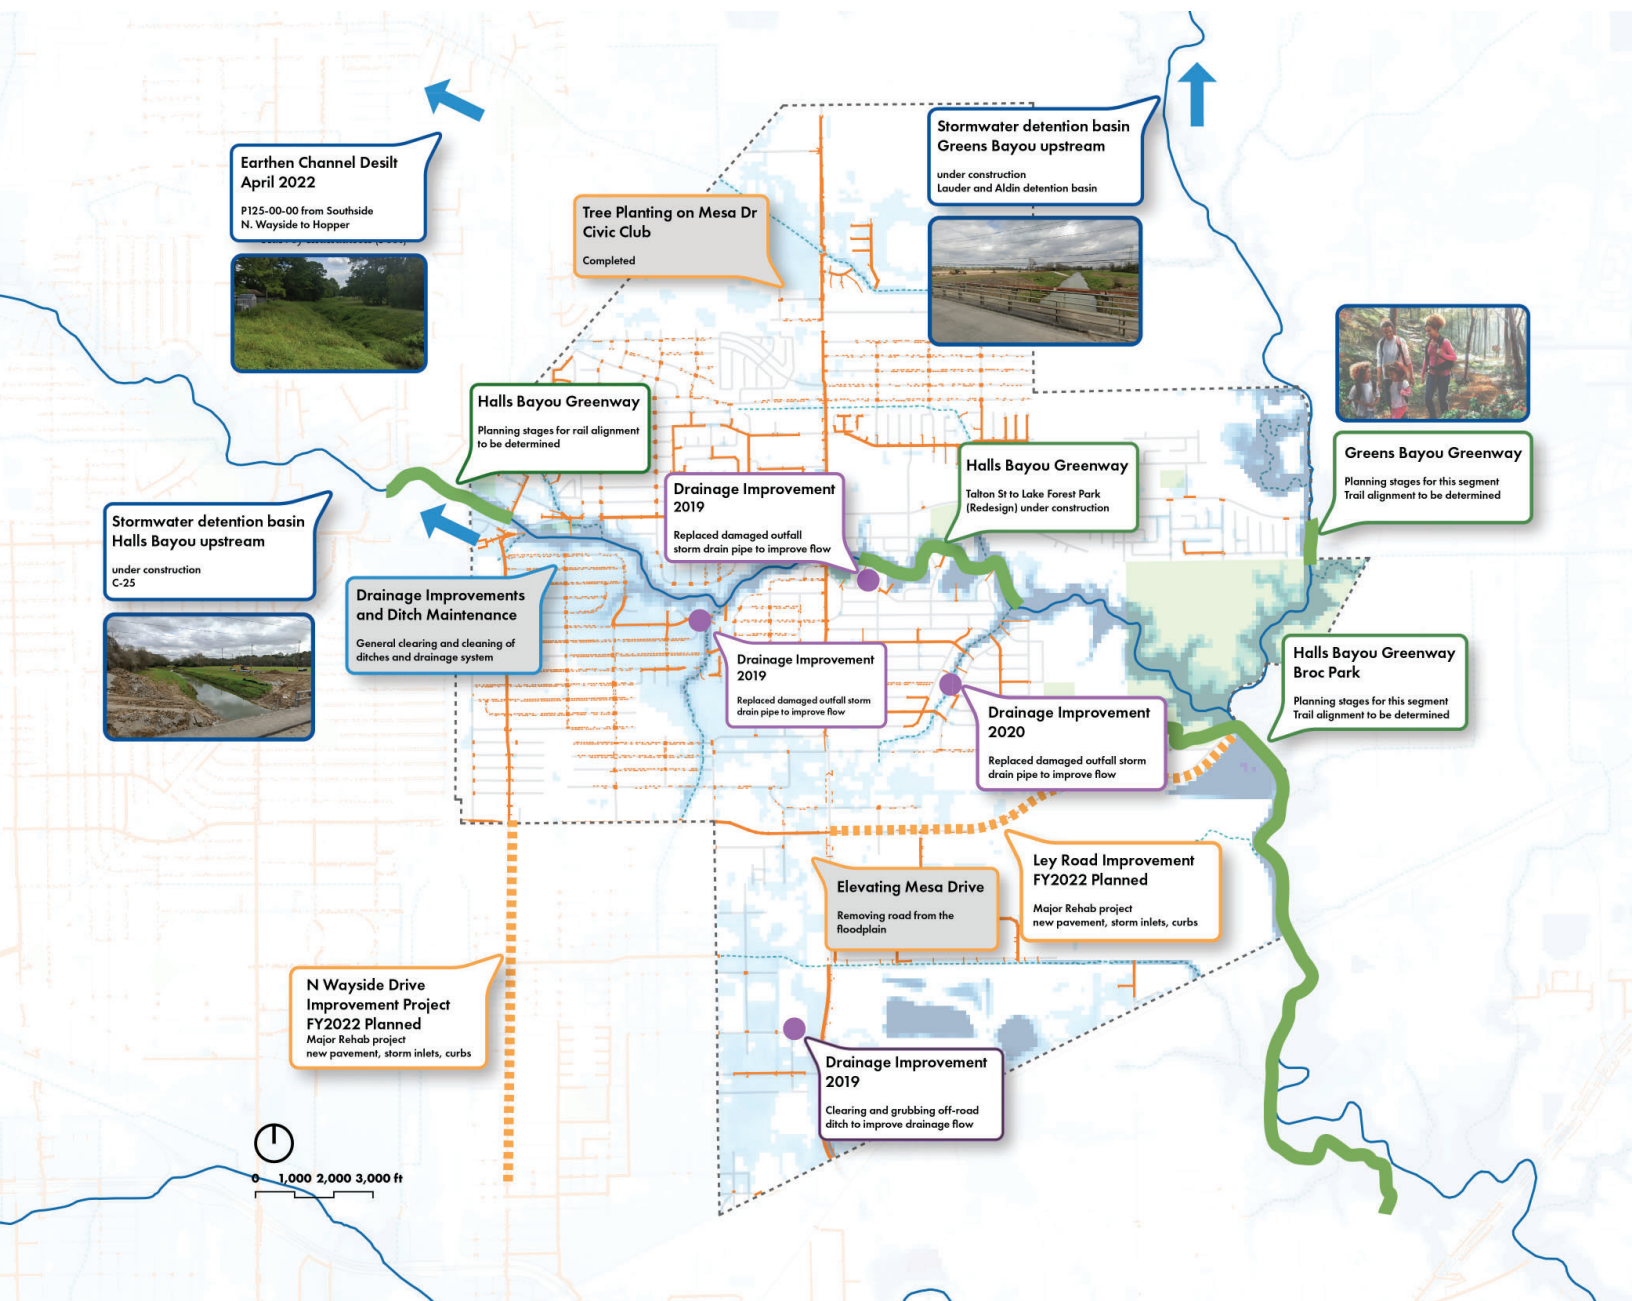 Stormwater detention basin
Greens Bayou upstream
under construction
Lauder and Aldin detention basin
Earthen Channel Desilt
April 2022
P125-00-00 from Southside
N. Wayside to Hopper
Tree Planting on Mesa Dr
Civic Club
Completed
Halls Bayou Greenway
Planning stages for rail alignment
to be determined
Greens Bayou Greenway
Planning stages for this segment
Trail alignment to be determined
Halls Bayou Greenway
Talton St to Lake Forest Park
(Redesign) under construction
Drainage Improvement
2019
Replaced damaged outfall
storm drain pipe to improve flow
Stormwater detention basin
Halls Bayou upstream
under construction
C-25
Drainage Improvements
and Ditch Maintenance
General clearing and cleaning of
ditches and drainage system
Drainage Improvement
2019
Replaced damaged outfall storm
drain pipe to improve flow
Halls Bayou Greenway
Broc Park
Planning stages for this segment
Trail alignment to be determined
Drainage Improvement
2020
Replaced damaged outfall storm
drain pipe to improve flow
Ley Road Improvement
FY2022 Planned
Major Rehab project
new pavement, storm inlets, curbs
Elevating Mesa Drive
Removing road from the
floodplain
N Wayside Drive
Improvement Project
FY2022 Planned
Major Rehab project
new pavement, storm inlets, curbs
Drainage Improvement
2019
Clearing and grubbing off-road
ditch to improve drainage flow
0 1,000 2,000 3,000 ft